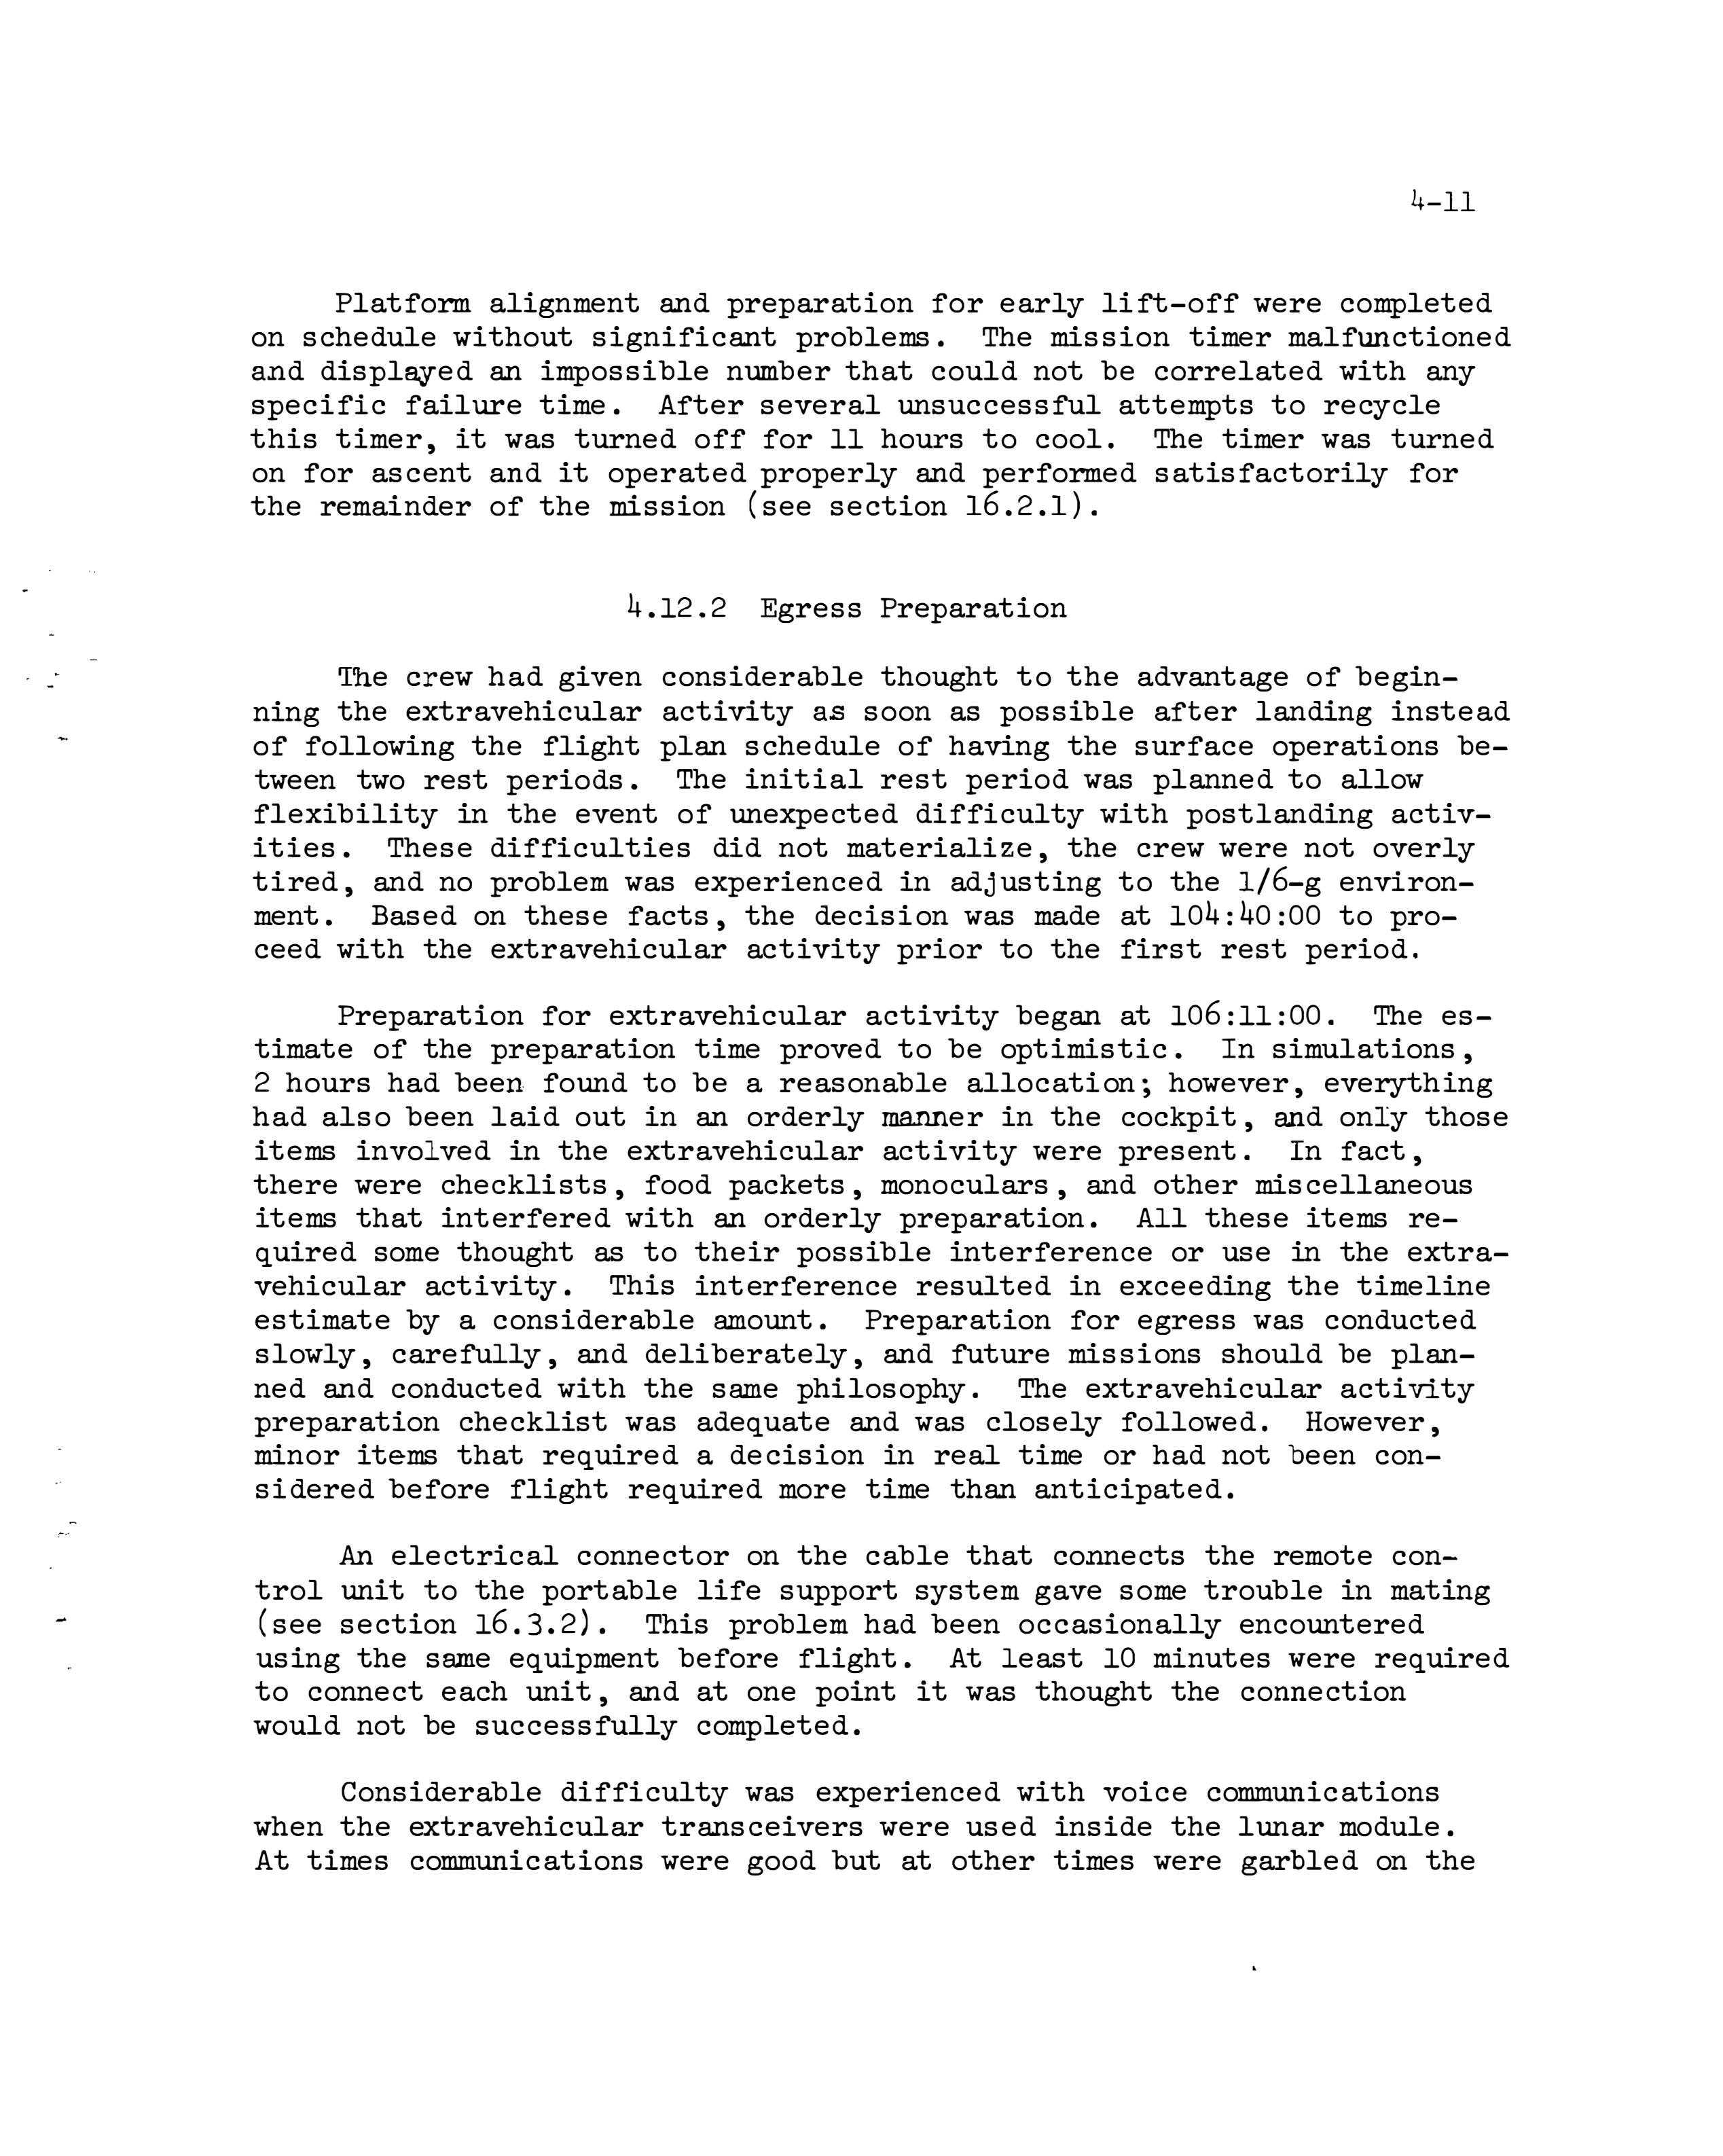 4-11
Platform alignment and preparation for early lift-off were completed
on schedule without significant problems. The mission timer malfunctioned
and displayed an impossible number that could not be correlated with any
specific failure time. After several unsuccessful attempts to recycle
this timer, it was turned off for 11 hours to cool. The timer was turned
on for ascent and it operated properly and performed satisfactorily for
the remainder of the mission (see section 16.2.1).
4.12.2 Egress Preparation
The crew had given considerable thought to the advantage of begin-
ning the extravehicular activity as soon as possible after landing instead
of following the flight plan schedule of having the surface operations be-
tween two rest periods. The initial rest period was planned to allow
flexibility in the event of unexpected difficulty with postlanding activ-
ities. These difficulties did not materialize, the crew were not overly
tired, and no problem was experienced in adjusting to the 1/6-g environ-
ment. Based on these facts, the decision was made at 104:40:00 to pro-
ceed with the extravehicular activity prior to the first rest period.
Preparation for extravehicular activity began at 106:11:00. The es-
timate of the preparation time proved to be optimistic. In simulations,
2 hours had been found to be a reasonable allocation; however, everything
had also been laid out in an orderly manner in the cockpit, and only those
items involved in the extravehicular activity were present. In fact,
there were checklists, food packets, monoculars, and other miscellaneous
items that interfered with an orderly preparation. All these items re-
quired some thought as to their possible interference or use in the extra-
vehicular activity. This interference resulted in exceeding the timeline
estimate by a considerable amount. Preparation for egress was conducted
slowly, carefully, and deliberately, and future missions should be plan-
ned and conducted with the same philosophy. The extravehicular activity
preparation checklist was adequate and was closely followed. However,
minor items that required a decision in real time or had not been con-
sidered before flight required more time than anticipated.
An electrical connector on the cable that connects the remote con-
trol unit to the portable life support system gave some trouble in mating
(see section 16.3.2). This problem had been occasionally encountered
using the same equipment before flight. At least 10 minutes were required
to connect each unit, and at one point it was thought the connection
would not be successfully completed.
Considerable difficulty was experienced with voice communications
when the extravehicular transceivers were used inside the lunar module.
At times communications were good but at other times were garbled on the